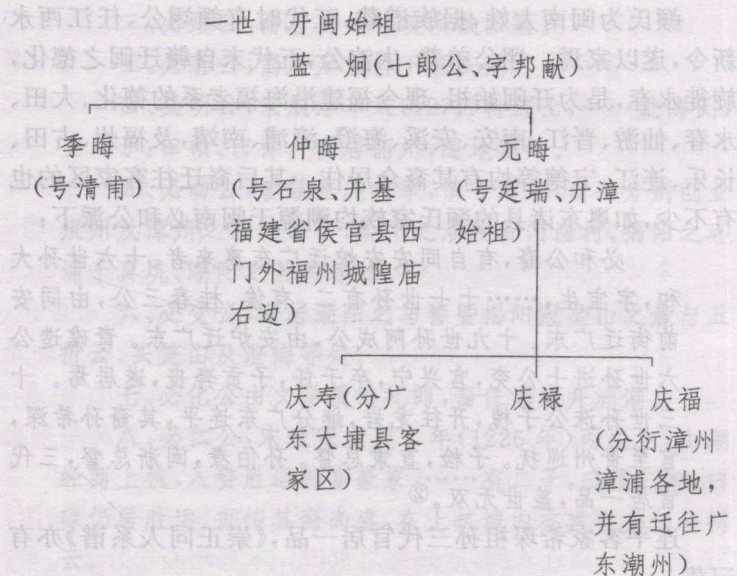 一世 开闽始祖
蓝 炯(七郎公、字邦献)
季晦
(号清甫)
仲晦
(号石泉、开基
福建省侯官县西
门外福州城隍庙
右边)
元晦
(号廷瑞、开漳
始祖)
庆寿(分广
东大埔县客
家区)
庆禄
庆福
(分衍漳州
漳浦各地,
并有迁往广
东潮州)